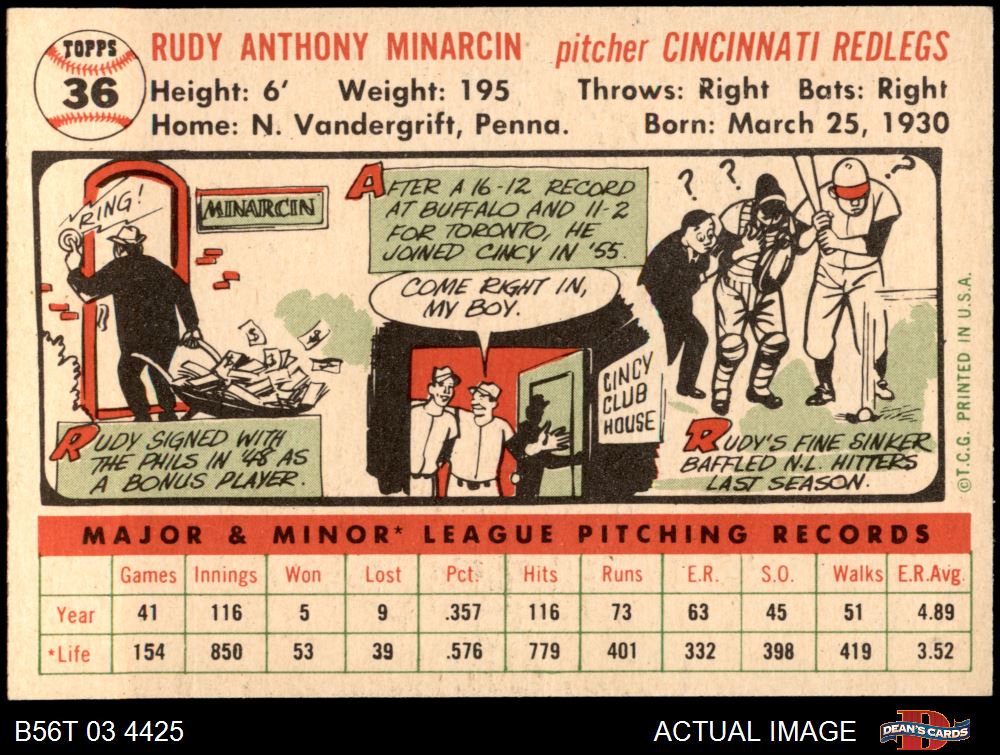 TOPPS
36
RUDY ANTHONY MINARCIN pitcher CINCINNATI REDLEGS
Height: 6' Weight: 195 Throws: Right Bats: Right
Home: N. Vandergrift, Penna. Born: March 25, 1930
RING!
MINARCIN
RUDY SIGNED WITH
THE PHILS IN '48 AS
A BONUS PLAYER.
AFTER A 16-12 RECORD
AT BUFFALO AND 11-2
FOR TORONTO, HE
JOINED CINCY IN '55.
COME RIGHT IN,
MY BOY.
CINCY
CLUB
HOUSE
? ? ?
RUDY'S FINE SINKER
BAFFLED N.L. HITTERS
LAST SEASON.
©T.C.G. PRINTED IN U.S.A.
MAJOR & MINOR* LEAGUE PITCHING RECORDS
Games Innings Won Lost Pct. Hits Runs E.R. S.O. Walks E.R.Avg.
Year 41 116 5 9 .357 116 73 63 45 51 4.89
*Life 154 850 53 39 .576 779 401 332 398 419 3.52
B56T 03 4425 ACTUAL IMAGE
D
DEAN'S CARDS